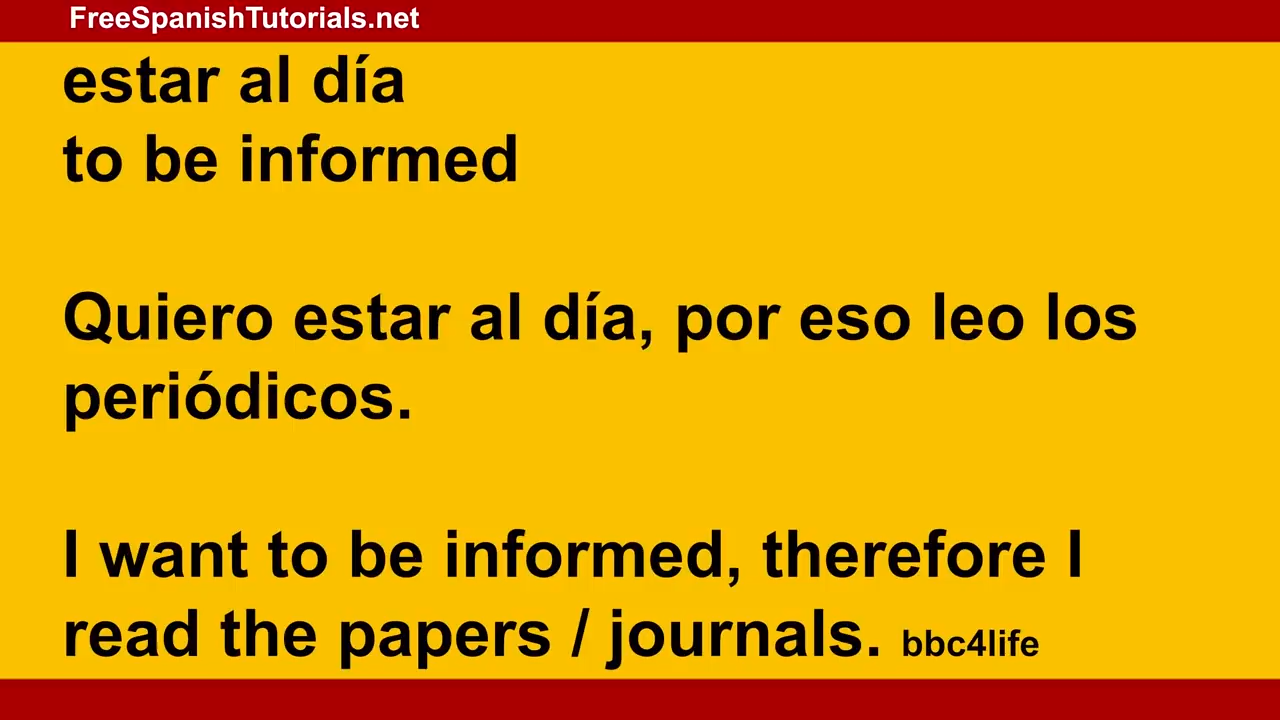 FreeSpanishTutorials.net
estar al día
to be informed
Quiero estar al día, por eso leo los
periódicos.
I want to be informed, therefore I
read the papers / journals. bbc4life